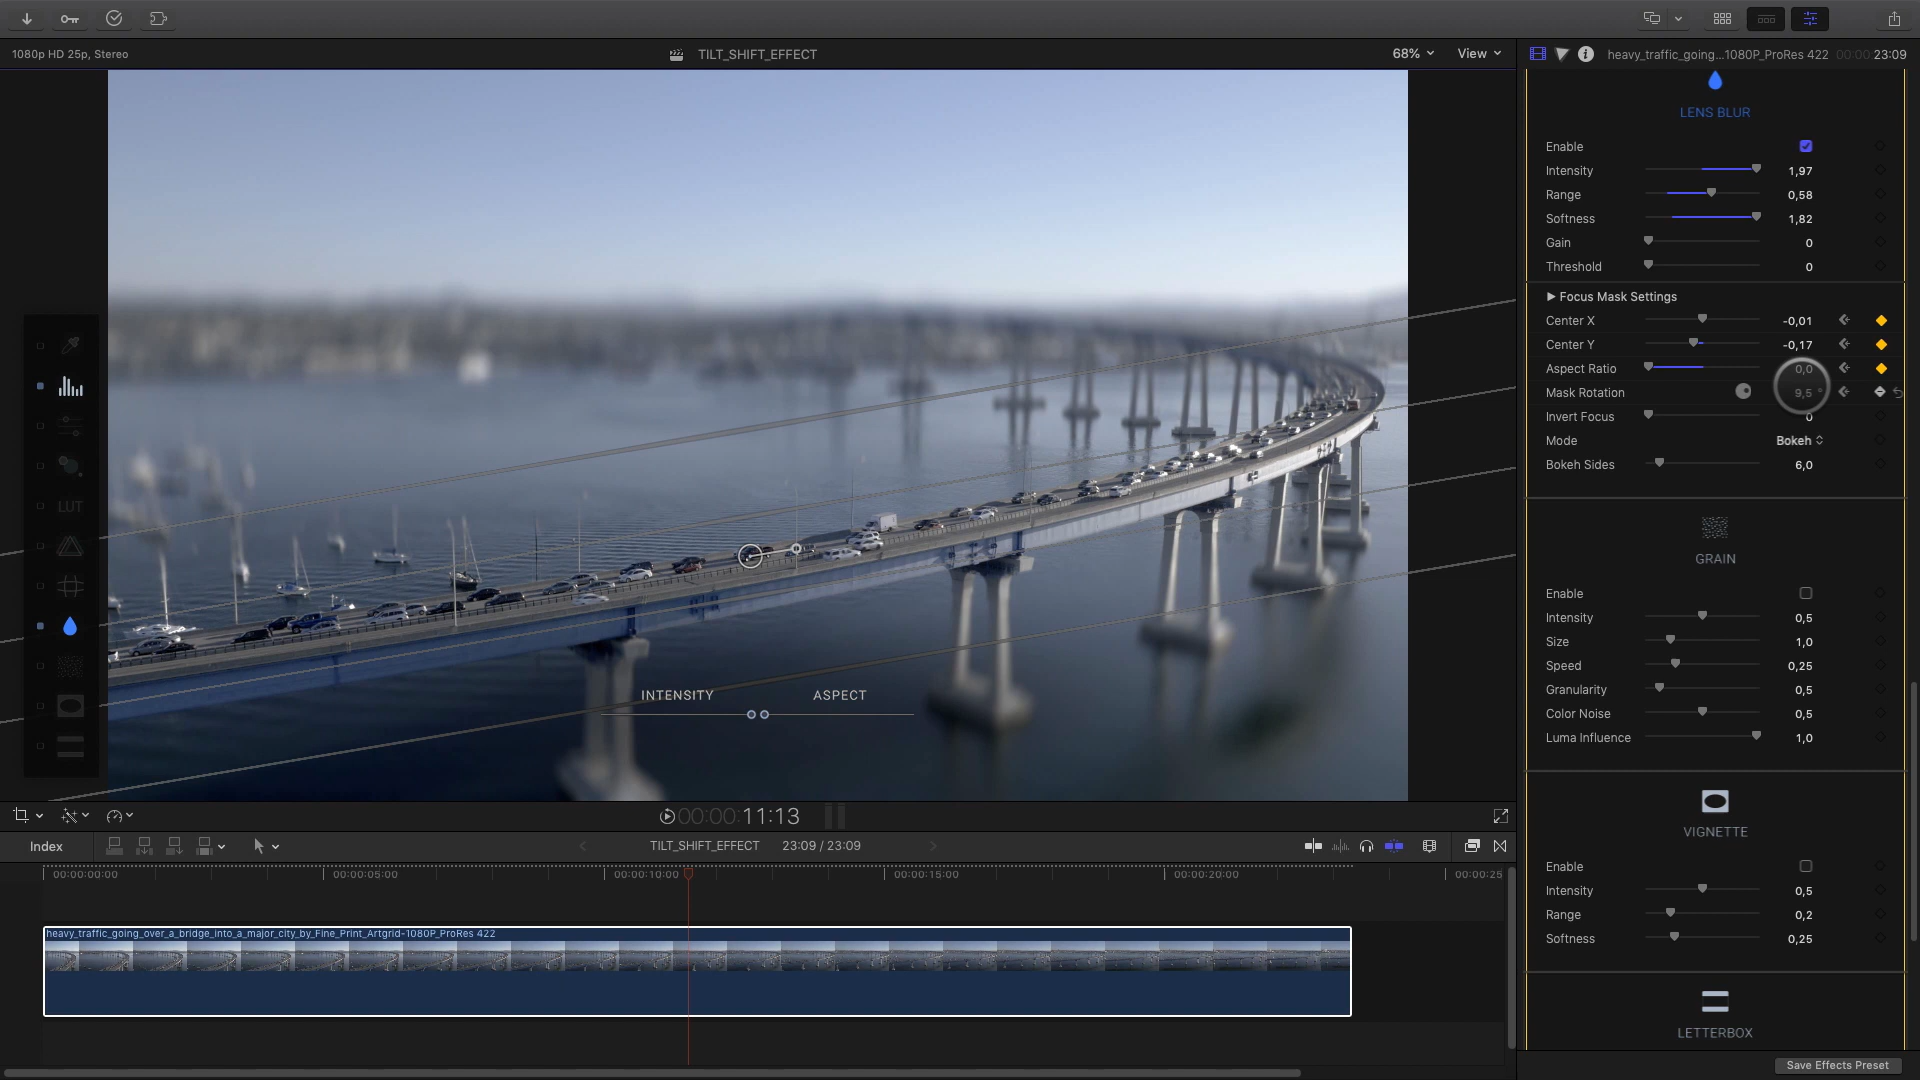 1080p HD 25p, Stereo
TILT_SHIFT_EFFECT
68%
View
heavy_traffic_going...1080P_ProRes 422
00:00:23:09
LENS BLUR
Enable
Intensity 1,97
Range 0,58
Softness 1,82
Gain 0
Threshold 0
Focus Mask Settings
Center X -0,01
Center Y -0,17
Aspect Ratio 0,0
Mask Rotation 9,5 °
Invert Focus 0
Mode Bokeh
Bokeh Sides 6,0
GRAIN
Enable
Intensity 0,5
Size 1,0
Speed 0,25
Granularity 0,5
Color Noise 0,5
Luma Influence 1,0
VIGNETTE
Enable
Intensity 0,5
Range 0,2
Softness 0,25
LETTERBOX
Save Effects Preset
LUT
INTENSITY
ASPECT
00:00:11:13
Index
TILT_SHIFT_EFFECT
23:09 / 23:09
00:00:00:00
00:00:05:00
00:00:10:00
00:00:15:00
00:00:20:00
00:00:25
heavy_traffic_going_over_a_bridge_into_a_major_city_by_Fine_Print_Artgrid-1080P_ProRes 422